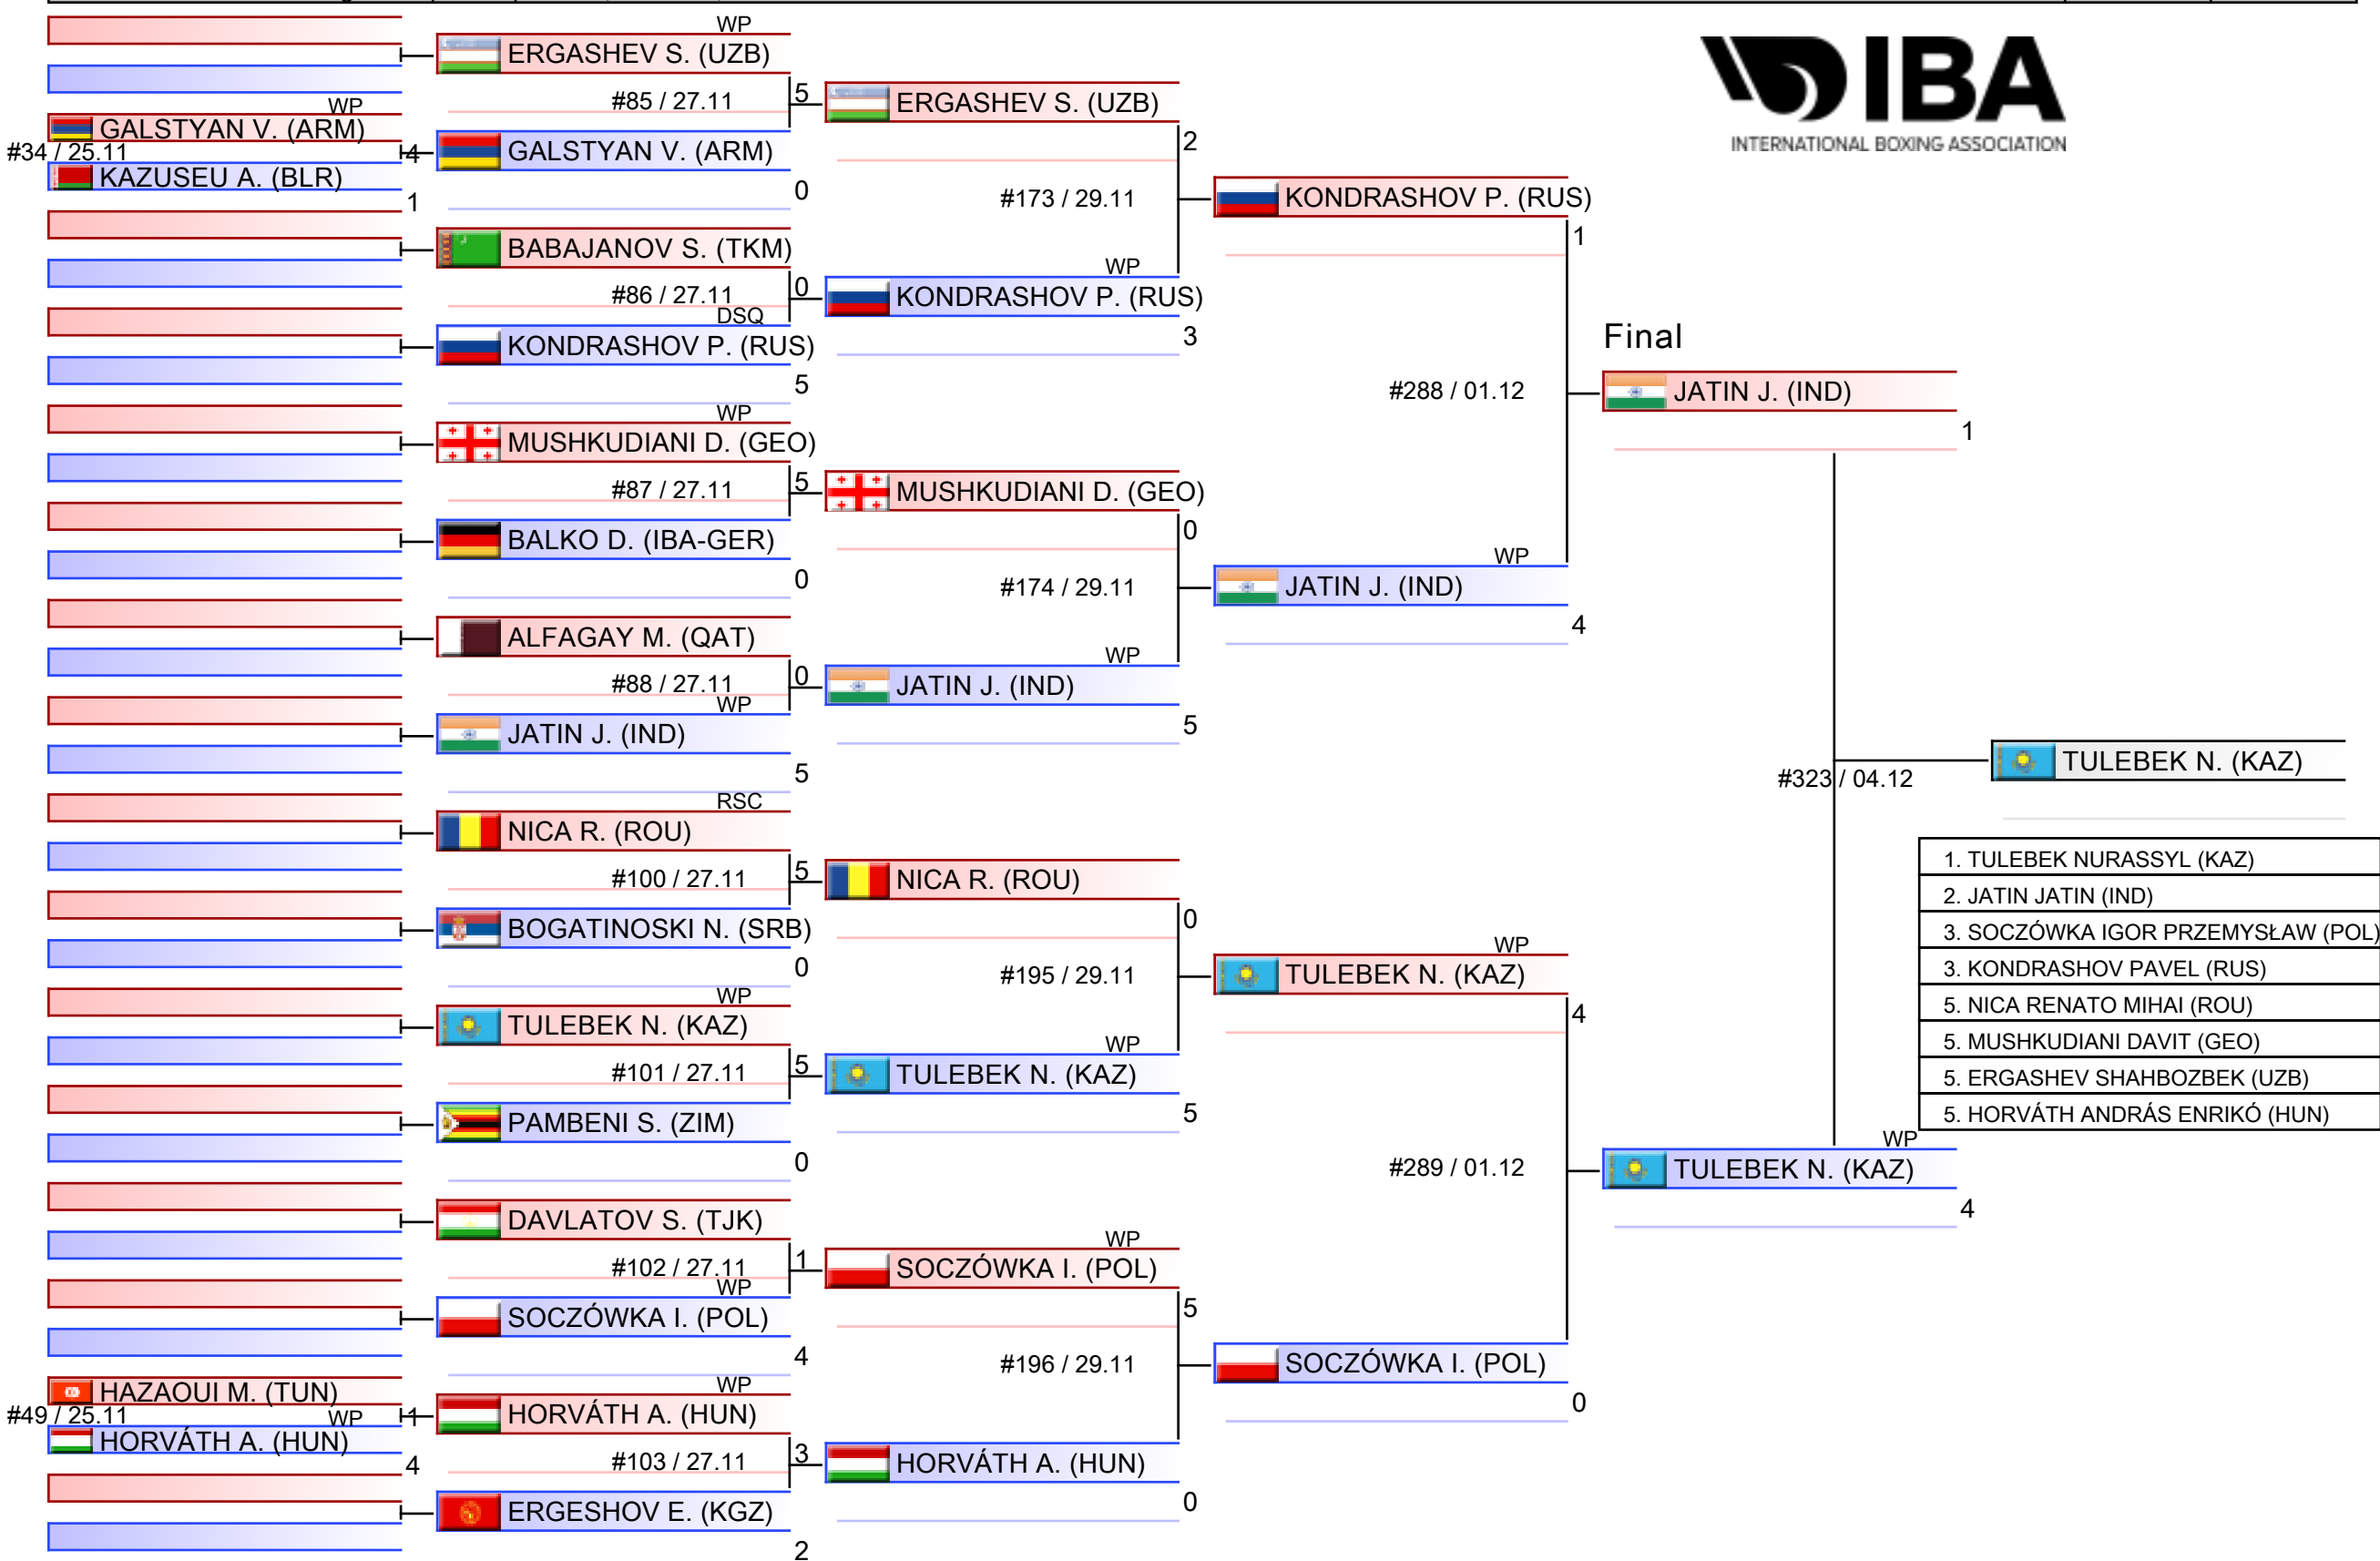 IBA
INTERNATIONAL BOXING ASSOCIATION
WP
GALSTYAN V. (ARM)
#34 / 25.11
4
KAZUSEU A. (BLR)
1
HAZAOUI M. (TUN)
#49 / 25.11
WP
1
HORVÁTH A. (HUN)
4
WP
ERGASHEV S. (UZB)
#85 / 27.11
5
GALSTYAN V. (ARM)
0
BABAJANOV S. (TKM)
#86 / 27.11
0
DSQ
KONDRASHOV P. (RUS)
5
WP
MUSHKUDIANI D. (GEO)
#87 / 27.11
5
BALKO D. (IBA-GER)
0
ALFAGAY M. (QAT)
#88 / 27.11
0
WP
JATIN J. (IND)
5
RSC
NICA R. (ROU)
#100 / 27.11
5
BOGATINOSKI N. (SRB)
0
WP
TULEBEK N. (KAZ)
#101 / 27.11
5
PAMBENI S. (ZIM)
0
DAVLATOV S. (TJK)
#102 / 27.11
1
WP
SOCZÓWKA I. (POL)
4
WP
HORVÁTH A. (HUN)
#103 / 27.11
3
ERGESHOV E. (KGZ)
2
ERGASHEV S. (UZB)
2
#173 / 29.11
WP
KONDRASHOV P. (RUS)
3
MUSHKUDIANI D. (GEO)
0
#174 / 29.11
WP
JATIN J. (IND)
5
NICA R. (ROU)
0
#195 / 29.11
WP
TULEBEK N. (KAZ)
5
WP
SOCZÓWKA I. (POL)
5
#196 / 29.11
HORVÁTH A. (HUN)
0
KONDRASHOV P. (RUS)
1
#288 / 01.12
WP
JATIN J. (IND)
4
WP
TULEBEK N. (KAZ)
4
#289 / 01.12
SOCZÓWKA I. (POL)
0
Final
JATIN J. (IND)
1
#323 / 04.12
WP
TULEBEK N. (KAZ)
4
TULEBEK N. (KAZ)
1. TULEBEK NURASSYL (KAZ)
2. JATIN JATIN (IND)
3. SOCZÓWKA IGOR PRZEMYSŁAW (POL)
3. KONDRASHOV PAVEL (RUS)
5. NICA RENATO MIHAI (ROU)
5. MUSHKUDIANI DAVIT (GEO)
5. ERGASHEV SHAHBOZBEK (UZB)
5. HORVÁTH ANDRÁS ENRIKÓ (HUN)